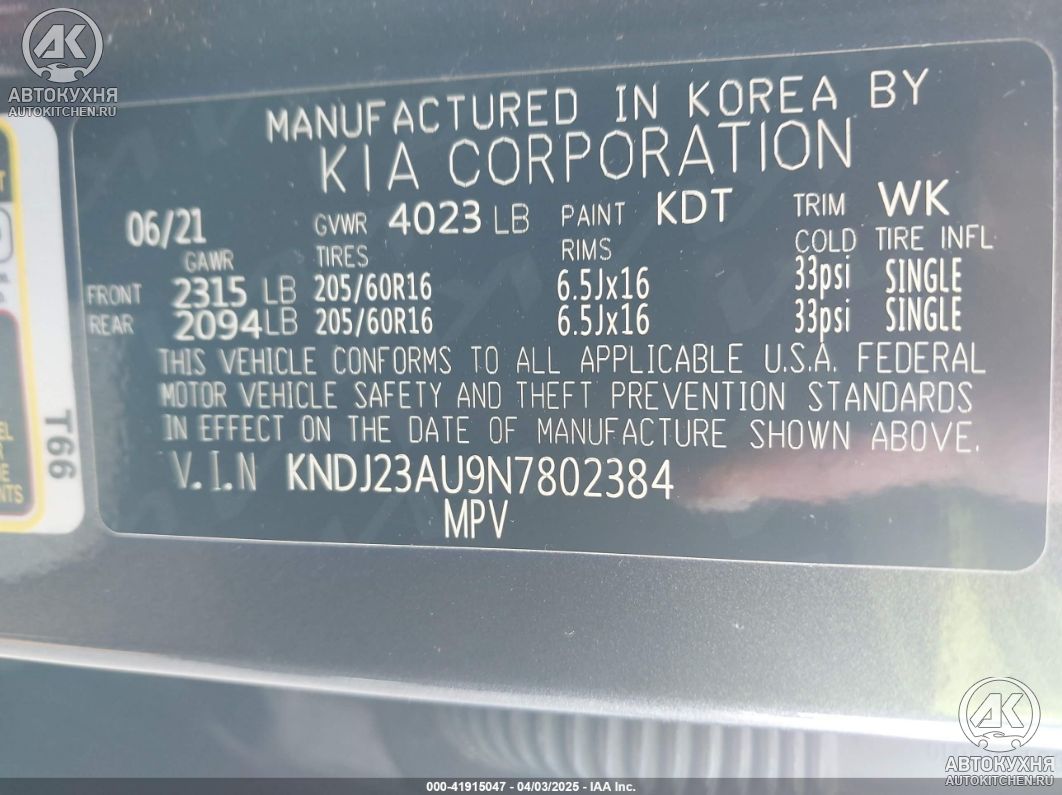 AK
АВТОКУХНЯ
AUTOKITCHEN.RU
MANUFACTURED IN KOREA BY
KIA CORPORATION
06/21 GVWR 4023 LB PAINT KDT TRIM WK
GAWR TIRES RIMS COLD TIRE INFL
FRONT 2315 LB 205/60R16 6.5Jx16 33psi SINGLE
REAR 2094 LB 205/60R16 6.5Jx16 33psi SINGLE
THIS VEHICLE CONFORMS TO ALL APPLICABLE U.S.A. FEDERAL
MOTOR VEHICLE SAFETY AND THEFT PREVENTION STANDARDS
IN EFFECT ON THE DATE OF MANUFACTURE SHOWN ABOVE.
V.I.N KNDJ23AU9N7802384
MPV
T66
AK
АВТОКУХНЯ
AUTOKITCHEN.RU
000-41915047 - 04/03/2025 - IAA Inc.